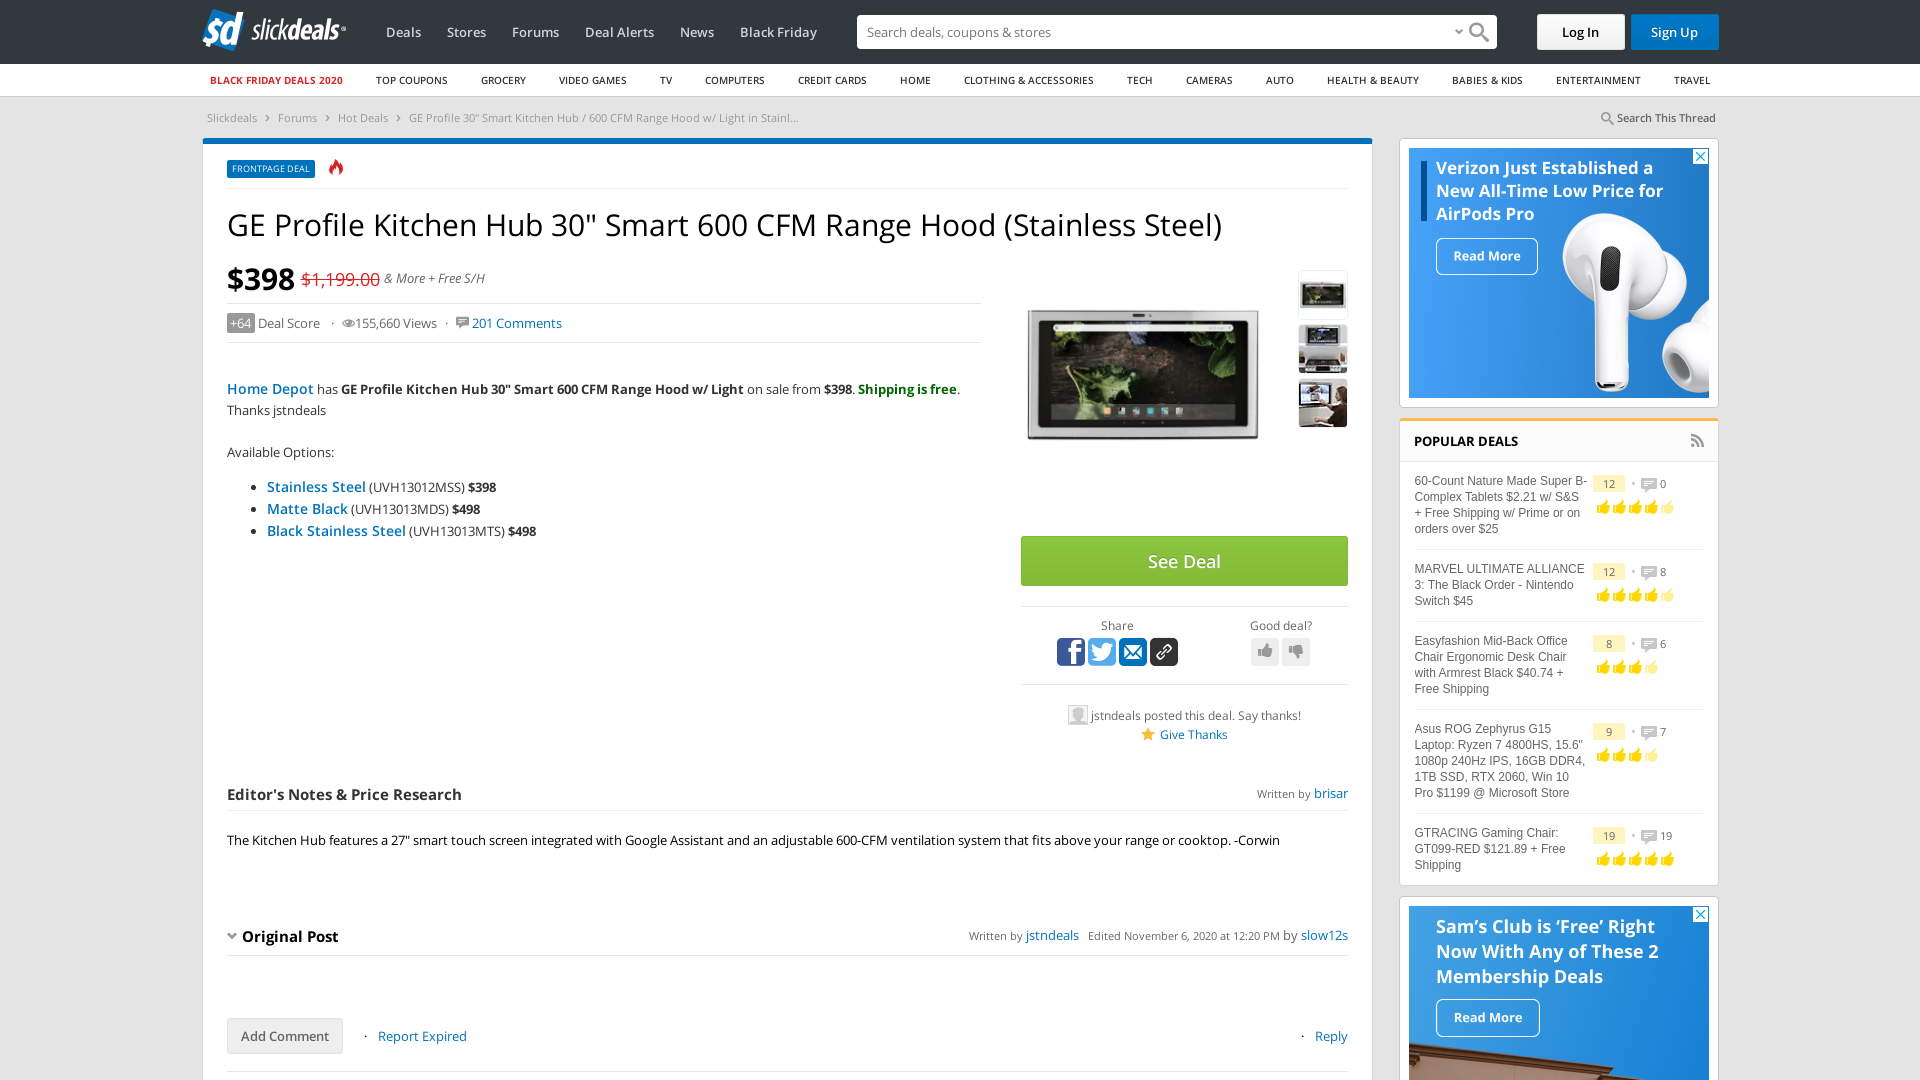 sd slickdeals
Deals
Stores
Forums
Deal Alerts
News
Black Friday
Search deals, coupons & stores
Log In
Sign Up
BLACK FRIDAY DEALS 2020
TOP COUPONS
GROCERY
VIDEO GAMES
TV
COMPUTERS
CREDIT CARDS
HOME
CLOTHING & ACCESSORIES
TECH
CAMERAS
AUTO
HEALTH & BEAUTY
BABIES & KIDS
ENTERTAINMENT
TRAVEL
Slickdeals › Forums › Hot Deals › GE Profile 30" Smart Kitchen Hub / 600 CFM Range Hood w/ Light in Stainl...
Search This Thread
FRONTPAGE DEAL
GE Profile Kitchen Hub 30" Smart 600 CFM Range Hood (Stainless Steel)
$398 $1,199.00 & More + Free S/H
+64 Deal Score · 155,660 Views · 201 Comments
Home Depot has GE Profile Kitchen Hub 30" Smart 600 CFM Range Hood w/ Light on sale from $398. Shipping is free.
Thanks jstndeals
Available Options:
• Stainless Steel (UVH13012MSS) $398
• Matte Black (UVH13013MDS) $498
• Black Stainless Steel (UVH13013MTS) $498
See Deal
Share
Good deal?
jstndeals posted this deal. Say thanks!
Give Thanks
Editor's Notes & Price Research
Written by brisar
The Kitchen Hub features a 27" smart touch screen integrated with Google Assistant and an adjustable 600-CFM ventilation system that fits above your range or cooktop. -Corwin
Original Post
Written by jstndeals Edited November 6, 2020 at 12:20 PM by slow12s
Add Comment · Report Expired
· Reply
Verizon Just Established a
New All-Time Low Price for
AirPods Pro
Read More
POPULAR DEALS
60-Count Nature Made Super B-
Complex Tablets $2.21 w/ S&S
+ Free Shipping w/ Prime or on
orders over $25
12 • 0
MARVEL ULTIMATE ALLIANCE
3: The Black Order - Nintendo
Switch $45
12 • 8
Easyfashion Mid-Back Office
Chair Ergonomic Desk Chair
with Armrest Black $40.74 +
Free Shipping
8 • 6
Asus ROG Zephyrus G15
Laptop: Ryzen 7 4800HS, 15.6"
1080p 240Hz IPS, 16GB DDR4,
1TB SSD, RTX 2060, Win 10
Pro $1199 @ Microsoft Store
9 • 7
GTRACING Gaming Chair:
GT099-RED $121.89 + Free
Shipping
19 • 19
Sam's Club is ‘Free’ Right
Now With Any of These 2
Membership Deals
Read More